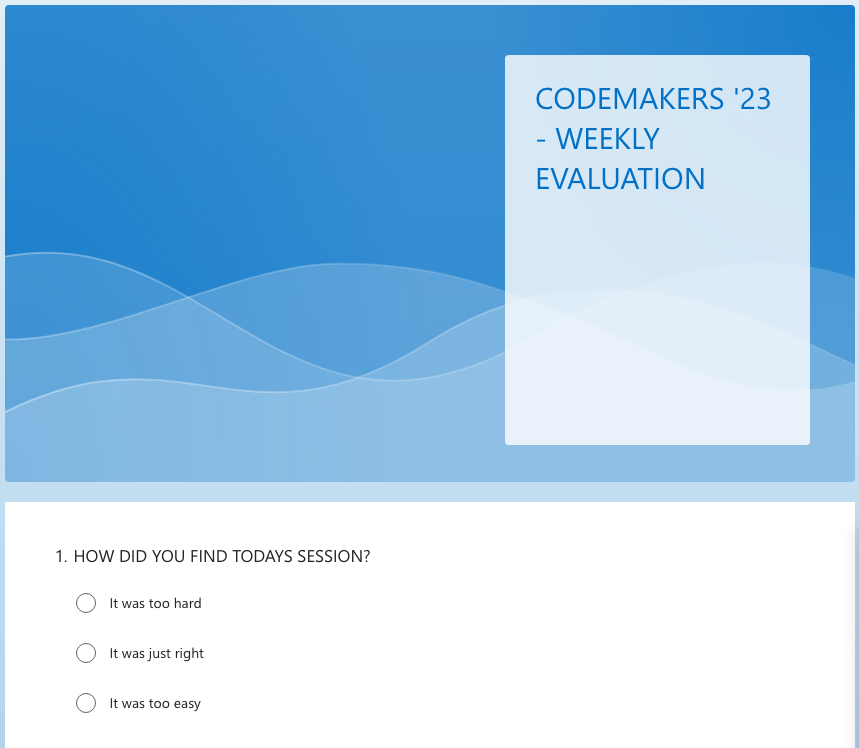 CODEMAKERS '23
- WEEKLY
EVALUATION
1. HOW DID YOU FIND TODAYS SESSION?
It was too hard
It was just right
It was too easy